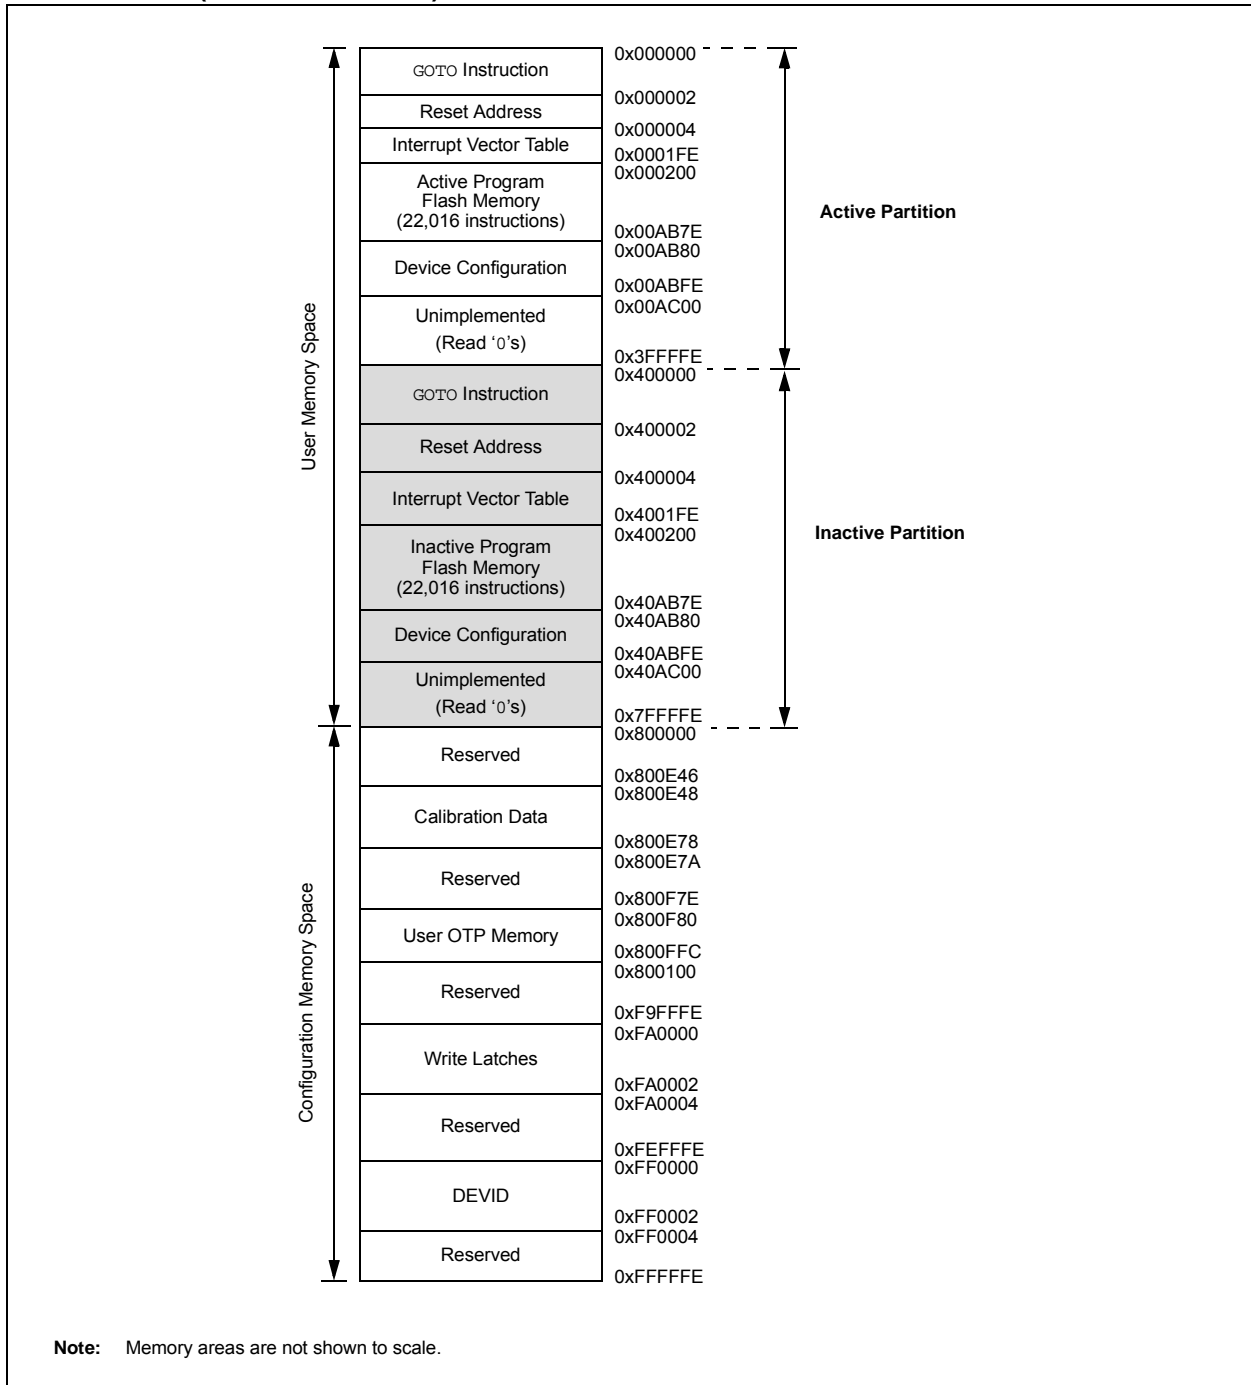 GOTO Instruction
0x000000
0x000002
Reset Address
0x000004
Interrupt Vector Table
0x0001FE
0x000200
Active Program
Flash Memory
(22,016 instructions)
Active Partition
0x00AB7E
0x00AB80
Device Configuration
0x00ABFE
0x00AC00
Unimplemented
(Read ‘0’s)
0x3FFFFE
0x400000
User Memory Space
GOTO Instruction
0x400002
Reset Address
0x400004
Interrupt Vector Table
0x4001FE
0x400200
Inactive Program
Flash Memory
(22,016 instructions)
Inactive Partition
0x40AB7E
0x40AB80
Device Configuration
0x40ABFE
0x40AC00
Unimplemented
(Read ‘0’s)
0x7FFFFE
0x800000
Reserved
0x800E46
0x800E48
Calibration Data
0x800E78
0x800E7A
Reserved
0x800F7E
0x800F80
User OTP Memory
0x800FFC
0x800100
Configuration Memory Space
Reserved
0xF9FFFE
0xFA0000
Write Latches
0xFA0002
0xFA0004
Reserved
0xFEFFFE
0xFF0000
DEVID
0xFF0002
0xFF0004
Reserved
0xFFFFFE
Note: Memory areas are not shown to scale.